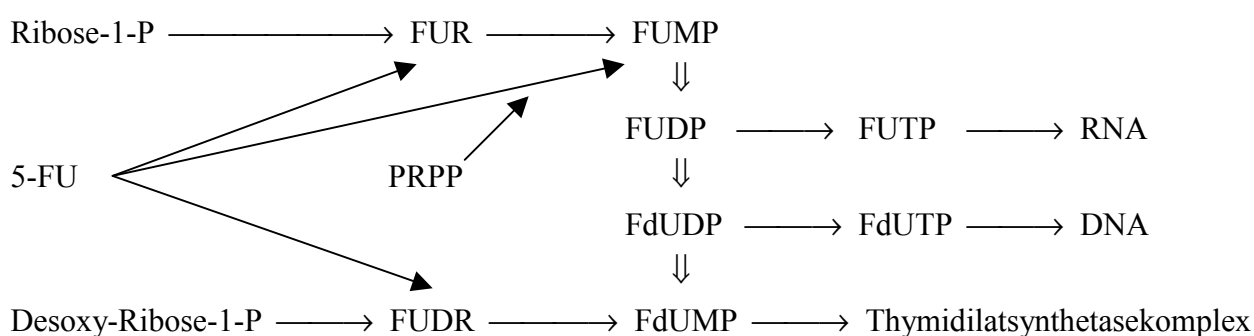 Ribose-1-P ⟶ FUR ⟶ FUMP
⇓
FUDP ⟶ FUTP ⟶ RNA
5-FU PRPP ⇓
FdUDP ⟶ FdUTP ⟶ DNA
⇓
Desoxy-Ribose-1-P ⟶ FUDR ⟶ FdUMP ⟶ Thymidilatsynthetasekomplex